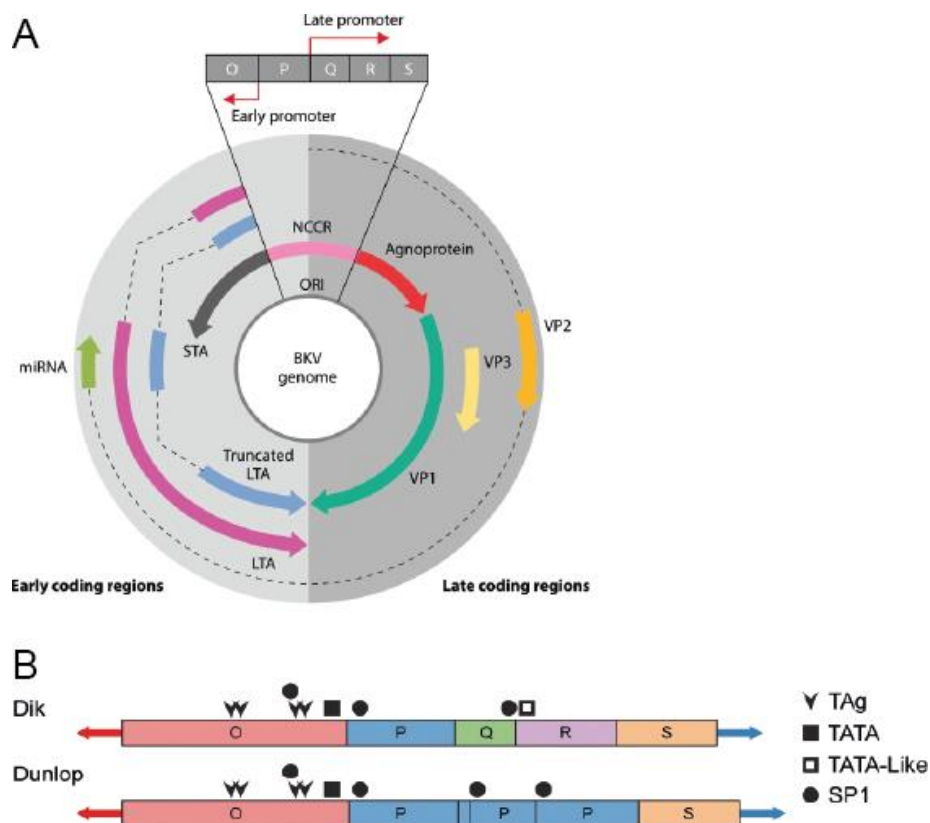 A
Late promoter
O P Q R S
Early promoter
NCCR
Agnoprotein
ORI
VP2
STA
miRNA
BKV
genome
VP3
Truncated
LTA
VP1
LTA
Early coding regions
Late coding regions
B
Dik
O P Q R S
Dunlop
O P P P S
TAg
TATA
TATA-Like
SP1